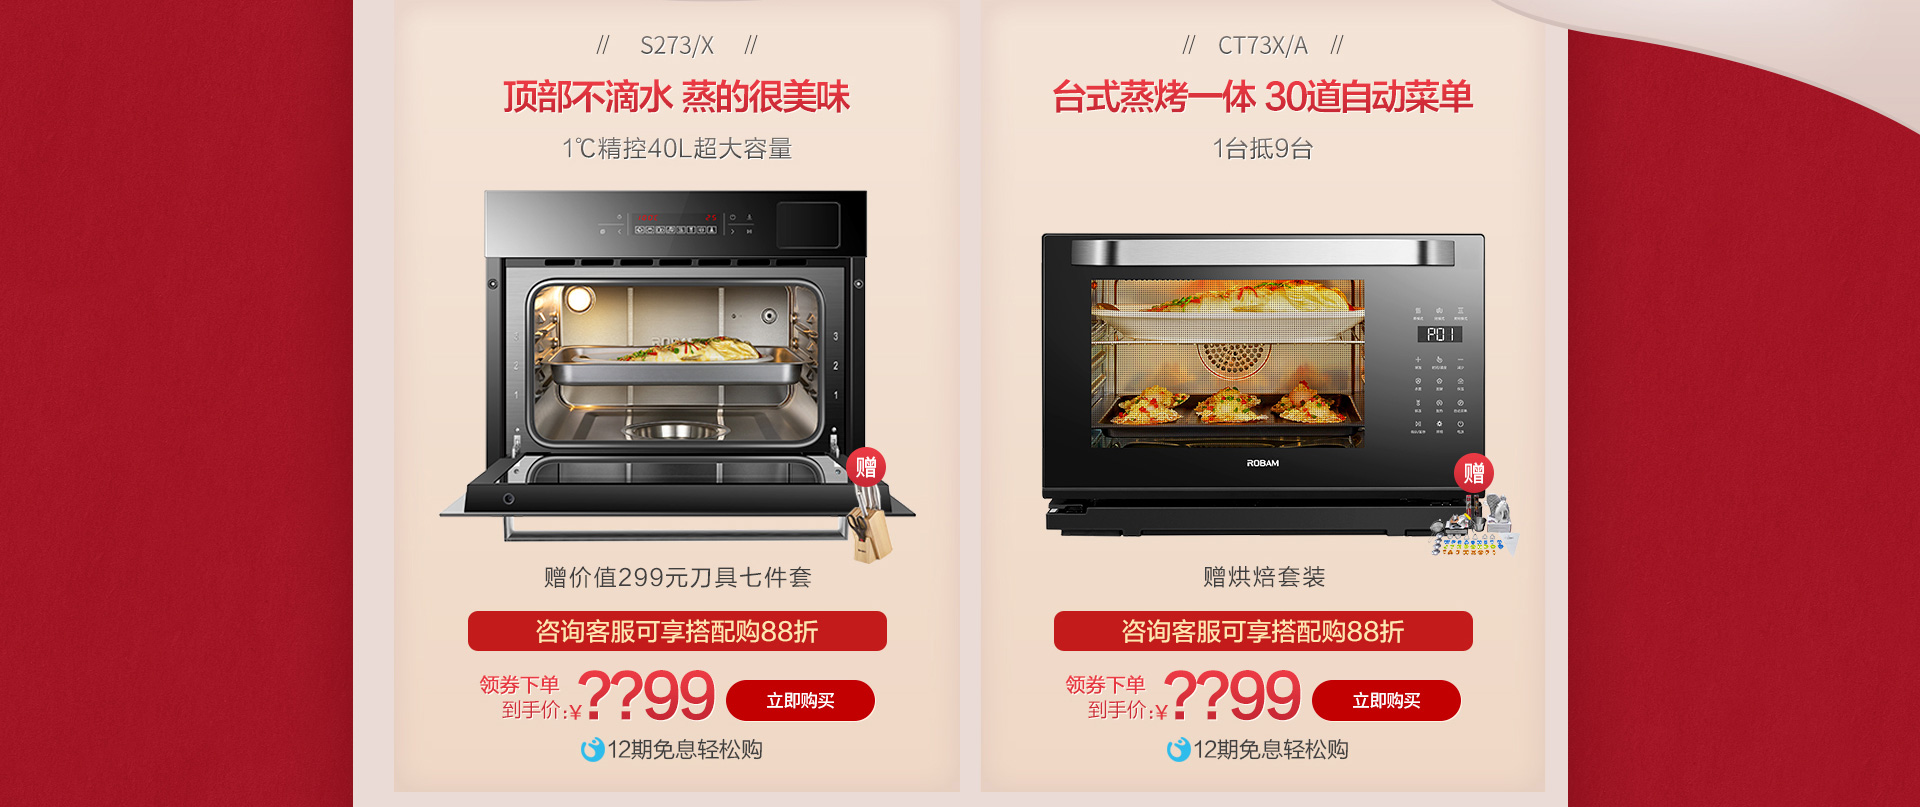 // S273/X //
顶部不滴水 蒸的很美味
1℃精控40L超大容量
3
2
1
3
2
1
赠
赠价值299元刀具七件套
咨询客服可享搭配购88折
领券下单
到手价:¥??99
立即购买
12期免息轻松购
// CT73X/A //
台式蒸烤一体 30道自动菜单
1台抵9台
P01
ROBAM
赠
赠烘焙套装
咨询客服可享搭配购88折
领券下单
到手价:¥??99
立即购买
12期免息轻松购